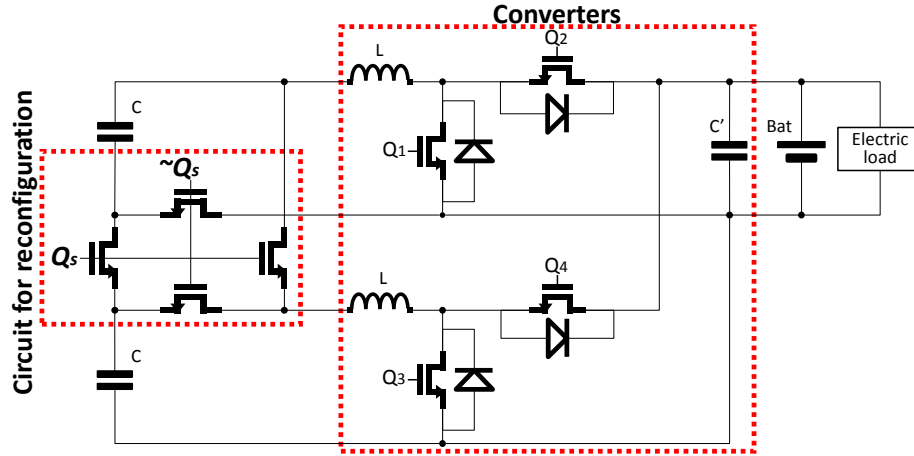 Converters
Q2
L
C
Q1
C'
Bat
Electric
load
~Qs
Qs
Circuit for reconfiguration
Q4
L
C
Q3